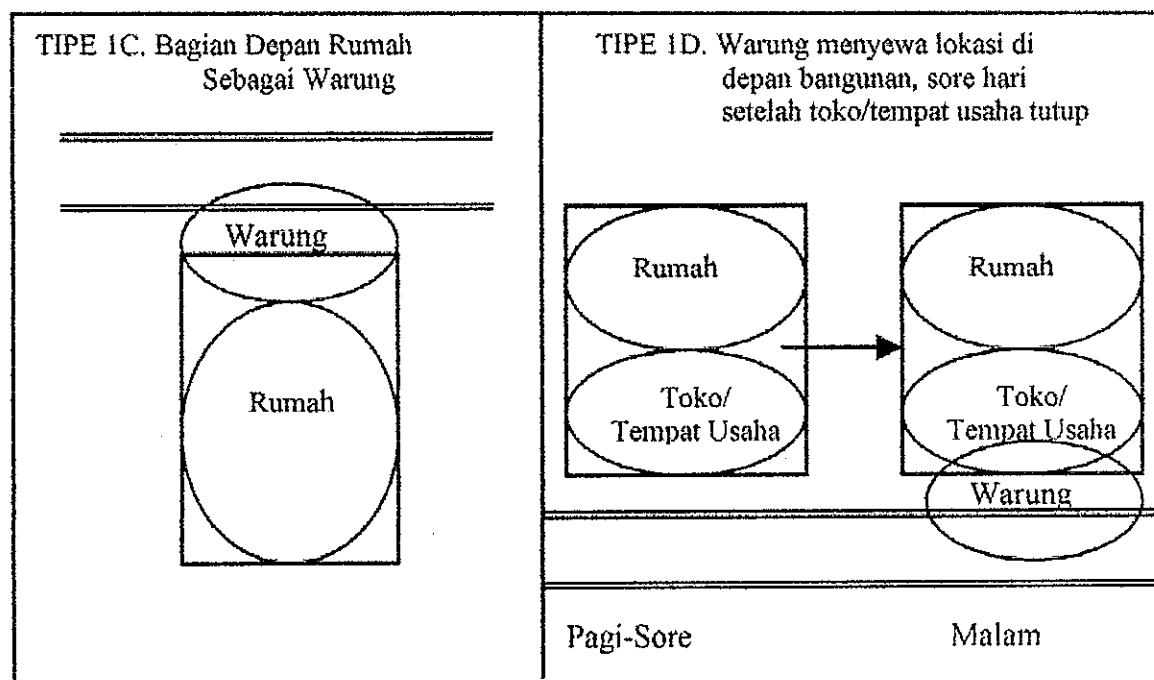 TIPE 1C. Bagian Depan Rumah
Sebagai Warung
Warung
Rumah
TIPE 1D. Warung menyewa lokasi di
depan bangunan, sore hari
setelah toko/tempat usaha tutup
Rumah
Toko/
Tempat Usaha
Rumah
Toko/
Tempat Usaha
Warung
Pagi-Sore
Malam